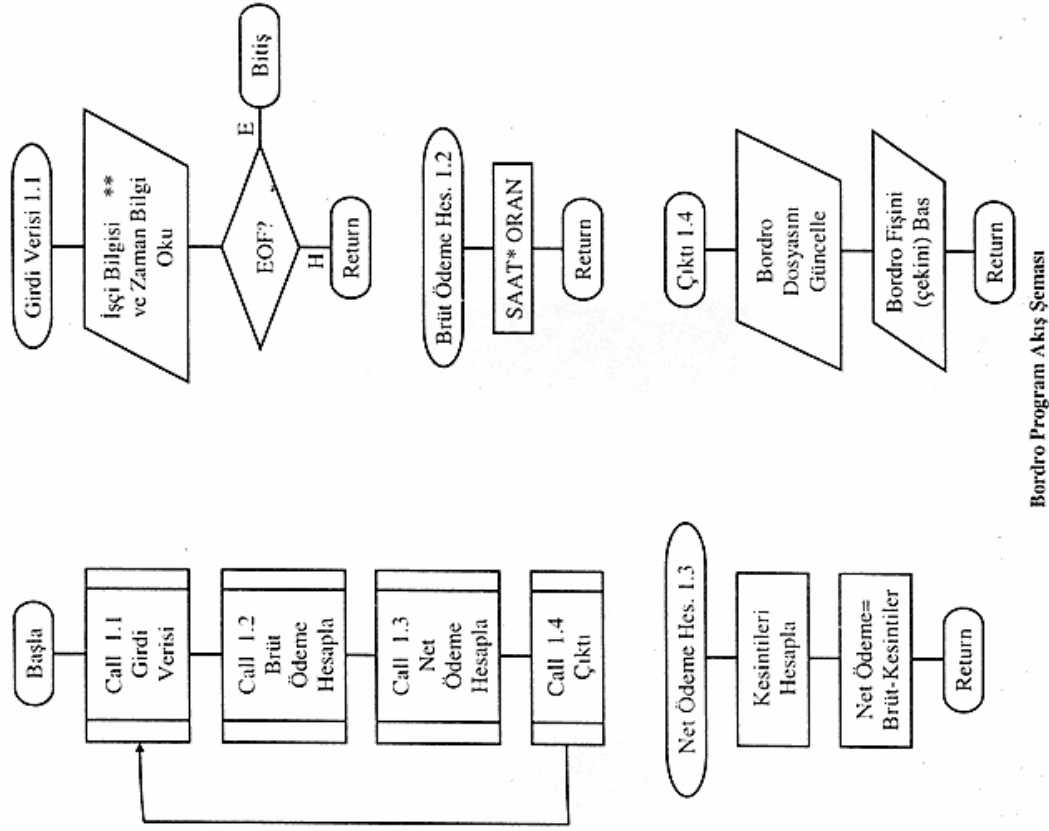 Başla
Call 1.1
Girdi
Verisi
Call 1.2
Brüt
Ödeme
Hesapla
Call 1.3
Net
Ödeme
Hesapla
Call 1.4
Çıktı
Girdi Verisi 1.1
İşçi Bilgisi **
ve Zaman Bilgi
Oku
EOF?
E
Bitiş
H
Return
Brüt Ödeme Hes. 1.2
SAAT* ORAN
Return
Net Ödeme Hes. 1.3
Kesintileri
Hesapla
Net Ödeme=
Brüt-Kesintiler
Return
Çıktı 1.4
Bordro
Dosyasını
Güncelle
Bordro Fişini
(çekini) Bas
Return
Bordro Program Akış Şeması